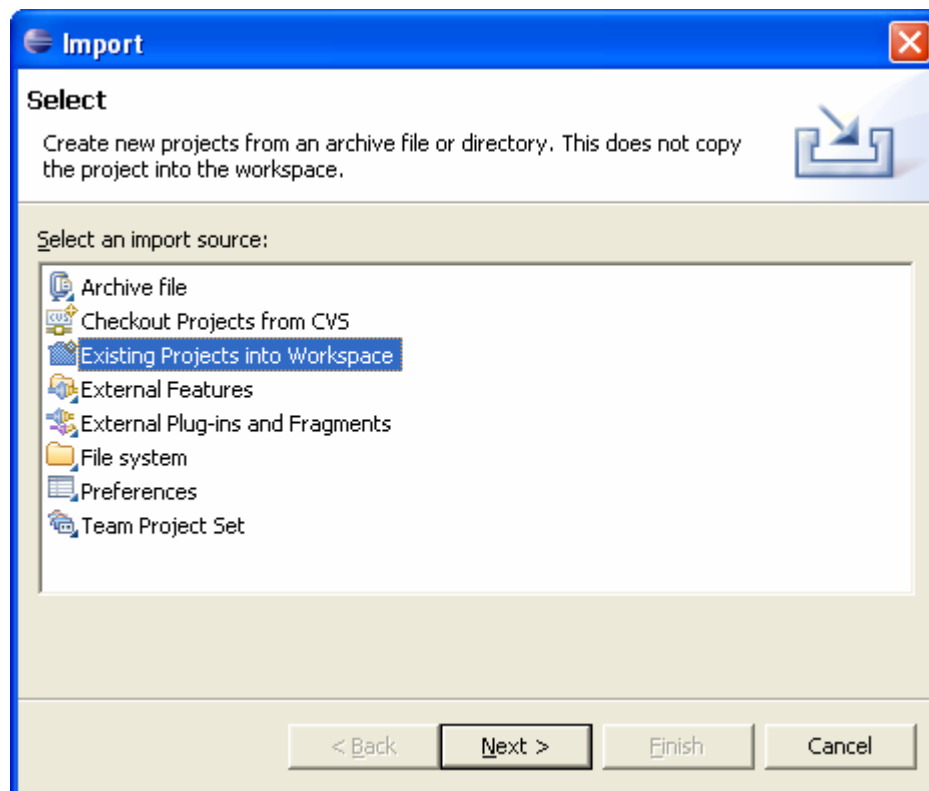 Import
Select
Create new projects from an archive file or directory. This does not copy
the project into the workspace.
Select an import source:
Archive file
Checkout Projects from CVS
Existing Projects into Workspace
External Features
External Plug-ins and Fragments
File system
Preferences
Team Project Set
< Back Next > Finish Cancel